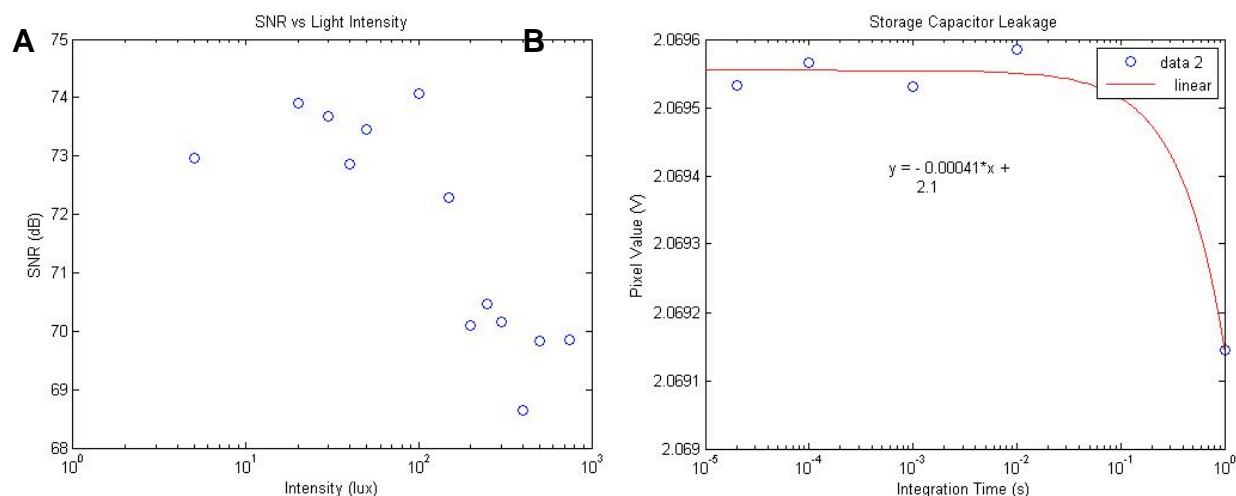 A
SNR vs Light Intensity
75
74
73
72
71
70
69
68
SNR (dB)
10^0
10^1
10^2
10^3
Intensity (lux)
B
Storage Capacitor Leakage
2.0696
2.0695
2.0694
2.0693
2.0692
2.0691
2.069
Pixel Value (V)
data 2
linear
y = - 0.00041*x +
2.1
10^-5
10^-4
10^-3
10^-2
10^-1
10^0
Integration Time (s)